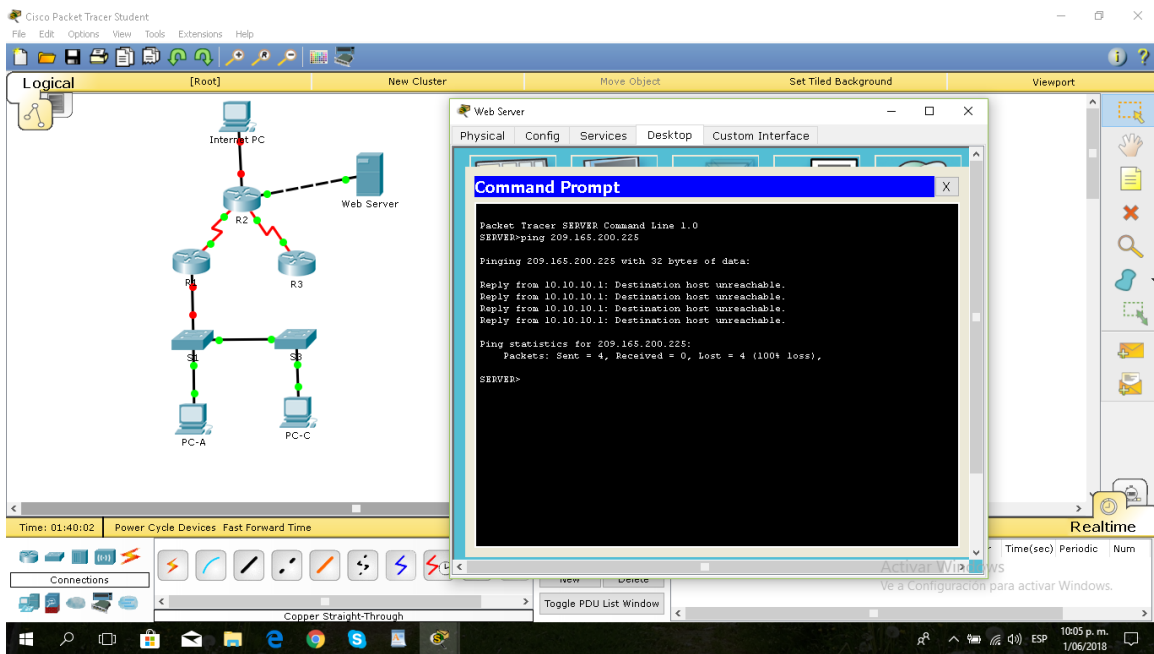 Cisco Packet Tracer Student
File Edit Options View Tools Extensions Help
Logical [Root] New Cluster Move Object Set Tiled Background Viewport
Internet PC
Web Server
R2
R1
R3
S1
S3
PC-A
PC-C
Web Server
Physical Config Services Desktop Custom Interface
Command Prompt X
Packet Tracer SERVER Command Line 1.0
SERVER>ping 209.165.200.225
Pinging 209.165.200.225 with 32 bytes of data:
Reply from 10.10.10.1: Destination host unreachable.
Reply from 10.10.10.1: Destination host unreachable.
Reply from 10.10.10.1: Destination host unreachable.
Reply from 10.10.10.1: Destination host unreachable.
Ping statistics for 209.165.200.225:
Packets: Sent = 4, Received = 0, Lost = 4 (100% loss),
SERVER>
Time: 01:40:02 Power Cycle Devices Fast Forward Time Realtime
Time(sec) Periodic Num
Connections
New Delete
Toggle PDU List Window
Copper Straight-Through
Activar Windows
Ve a Configuración para activar Windows.
ESP
10:05 p. m.
1/06/2018